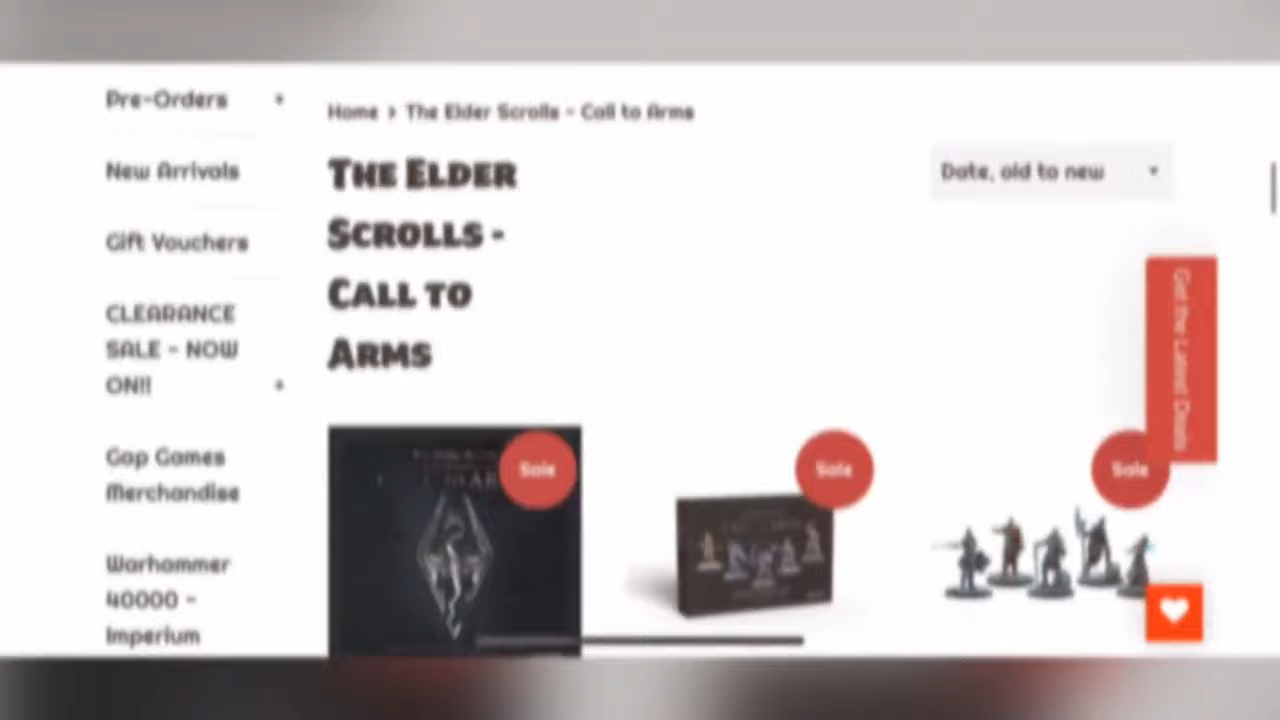 Pre-Orders
New Arrivals
Gift Vouchers
CLEARANCE
SALE - NOW
ON!!
Gap Games
Merchandise
Warhammer
40000 -
Imperium
Home › The Elder Scrolls - Call to Arms
THE ELDER
SCROLLS -
CALL TO
ARMS
Date, old to new
Get the Latest Deals
Sale
Sale
Sale